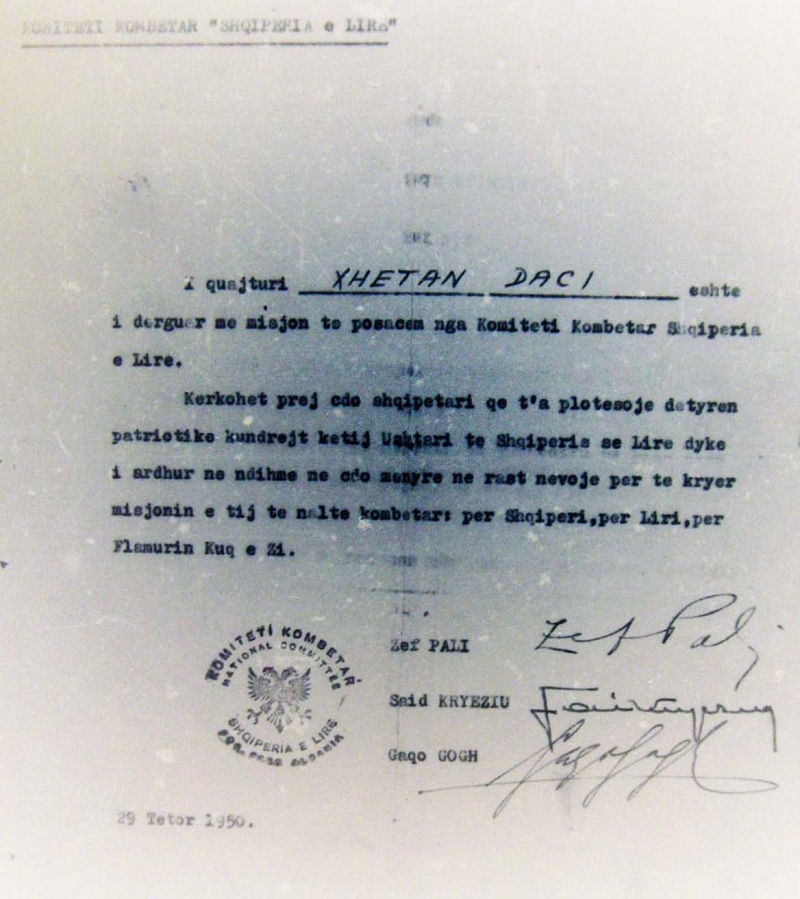 KOMITETI KOMBETAR "SHQIPERIA e LIRE"
I quajturi XHETAN DACI eshte
i derguar me misjon te posacem nga Komiteti Kombetar Shqiperia
e Lire.
Kerkohet prej cdo shqipetari qe t'a plotesoje detyren
patriotike kundrejt ketij Ushtari te Shqiperis se Lire dyke
i ardhur ne ndihme ne cdo menyre ne rast nevoje per te kryer
misjonin e tij te nalte kombetar: per Shqiperi,per Liri,per
Flamurin Kuq e Zi.
KOMITETI KOMBETAR
NATIONAL COMMITTEE
SHQIPERIA E LIRE
FOR FREE ALBANIA
Zef PALI Zef Pali
Said KRYEZIU
Gaqo GOGH Gaqo Gogh
29 Tetor 1950.